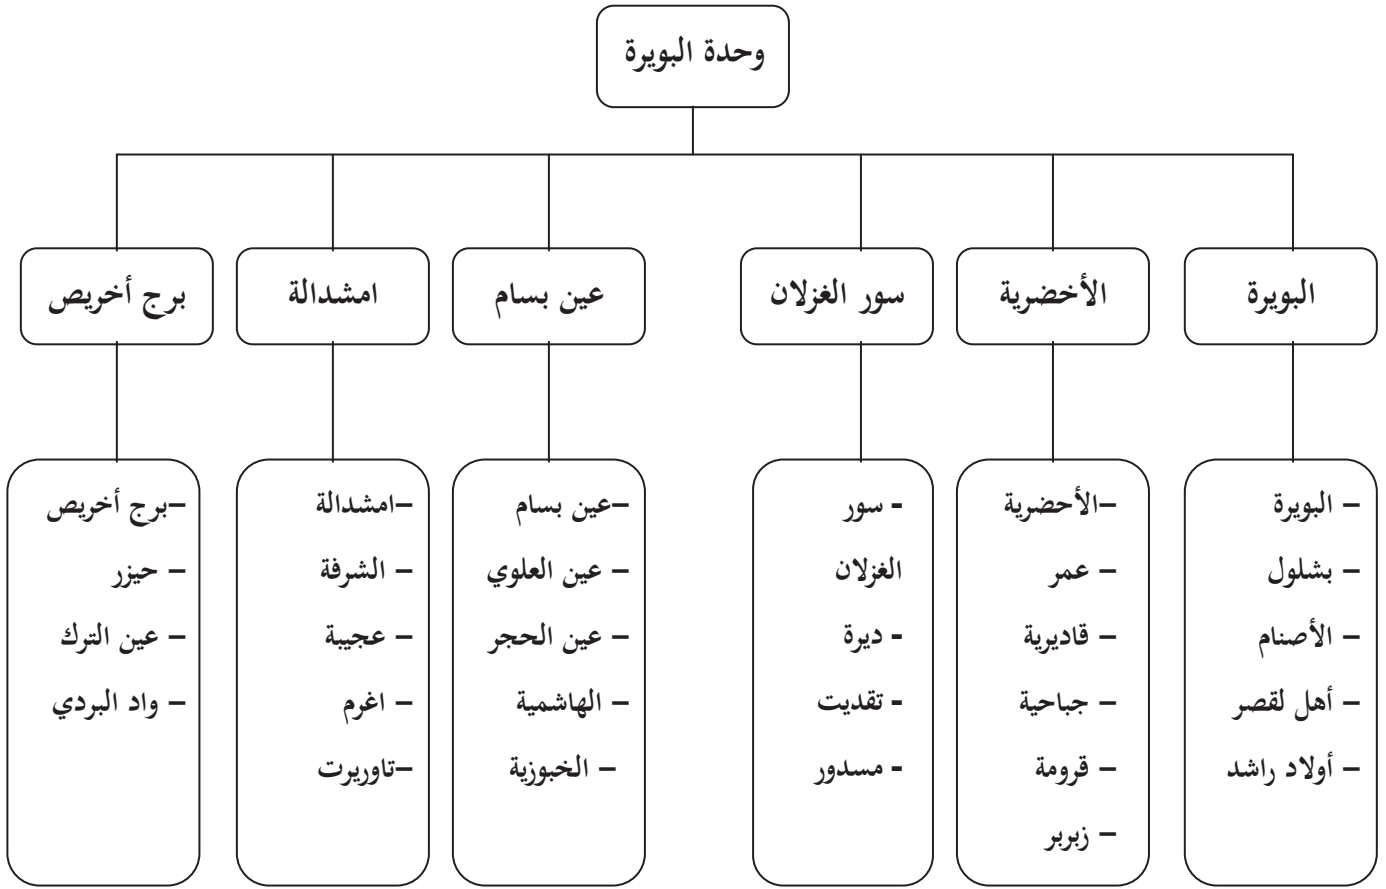 وحدة البويرة
البويرة
الأخضرية
سور الغزلان
عين بسام
امشدالة
برج أخريص
– البويرة
– بشلول
– الأصنام
– أهل لقصر
– أولاد راشد
–الأحضرية
– عمر
– قاديرية
– جباحية
– قرومة
– زبربر
- سور
الغزلان
- ديرة
- تقديت
- مسدور
–عين بسام
– عين العلوي
– عين الحجر
– الهاشمية
– الخبوزية
–امشدالة
– الشرفة
– عجيبة
– اغرم
–تاوريرت
–برج أخريص
– حيزر
– عين الترك
– واد البردي